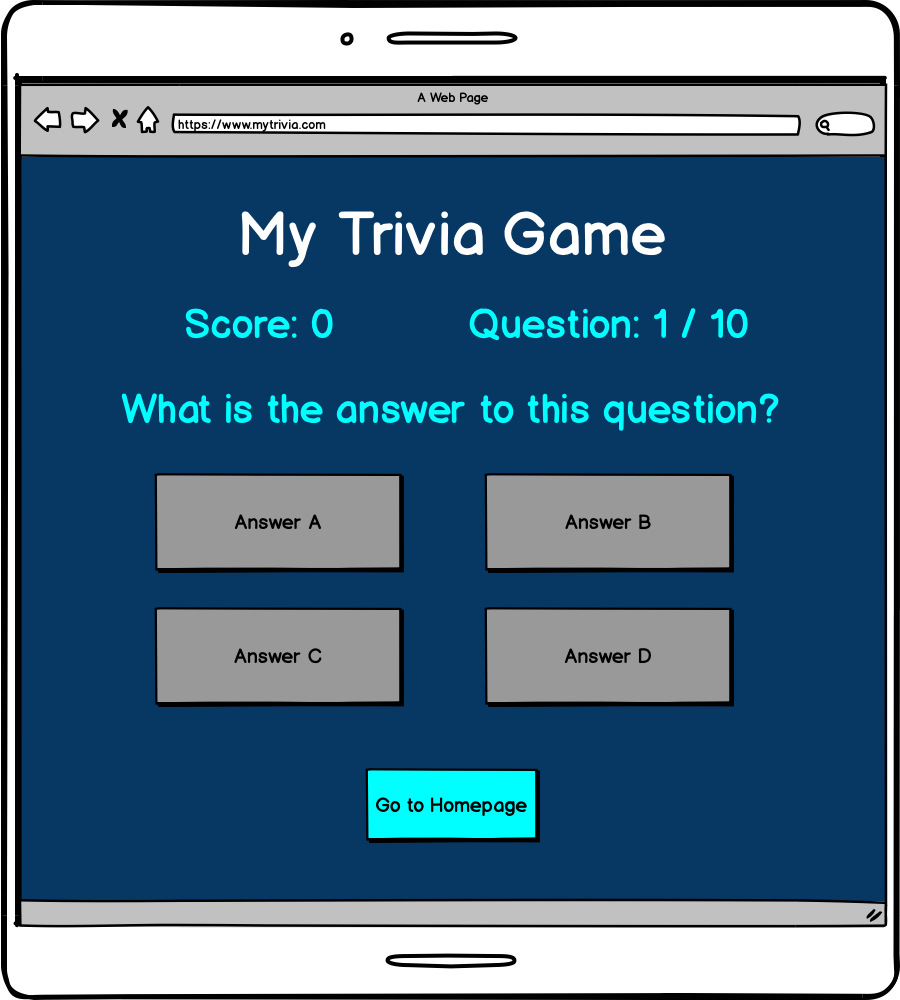 A Web Page
https://www.mytrivia.com
My Trivia Game
Score: 0
Question: 1 / 10
What is the answer to this question?
Answer A
Answer B
Answer C
Answer D
Go to Homepage